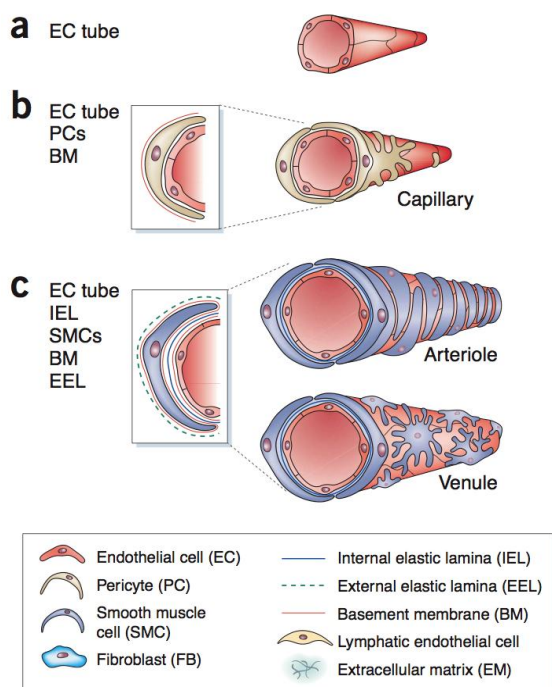 a
EC tube
b
EC tube
PCs
BM
Capillary
c
EC tube
IEL
SMCs
BM
EEL
Arteriole
Venule
Endothelial cell (EC)
Pericyte (PC)
Smooth muscle
cell (SMC)
Fibroblast (FB)
Internal elastic lamina (IEL)
External elastic lamina (EEL)
Basement membrane (BM)
Lymphatic endothelial cell
Extracellular matrix (EM)